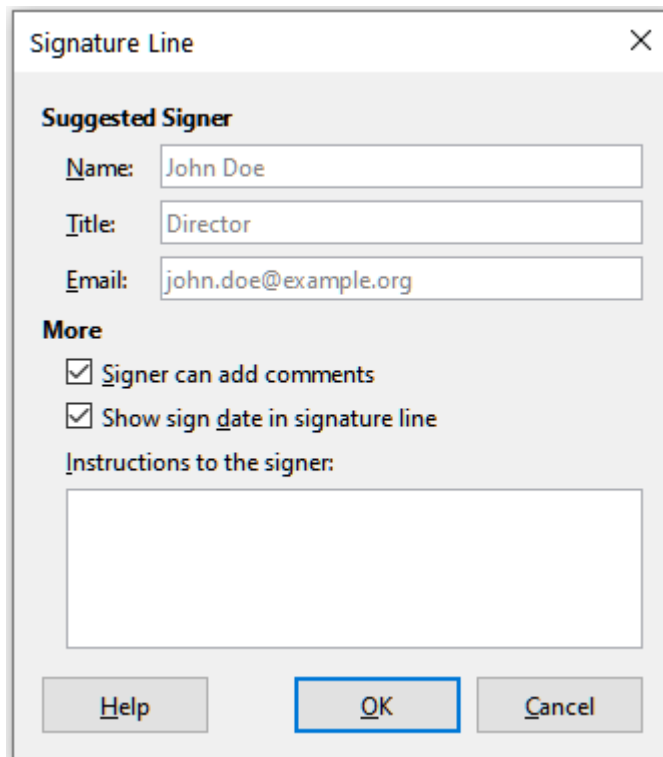 Signature Line
Suggested Signer
Name: John Doe
Title: Director
Email: john.doe@example.org
More
Signer can add comments
Show sign date in signature line
Instructions to the signer:
Help OK Cancel